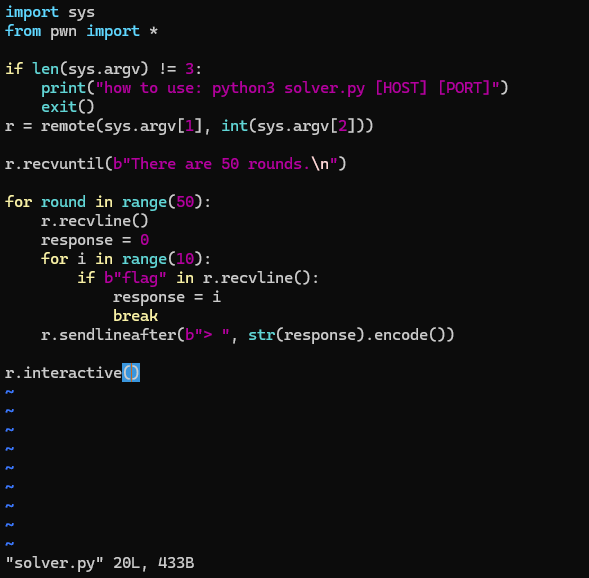 import sys
from pwn import *

if len(sys.argv) != 3:
    print("how to use: python3 solver.py [HOST] [PORT]")
    exit()
r = remote(sys.argv[1], int(sys.argv[2]))

r.recvuntil(b"There are 50 rounds.\n")

for round in range(50):
    r.recvline()
    response = 0
    for i in range(10):
        if b"flag" in r.recvline():
            response = i
            break
    r.sendlineafter(b"> ", str(response).encode())

r.interactive()
~
~
~
~
~
~
~
~
~
"solver.py" 20L, 433B